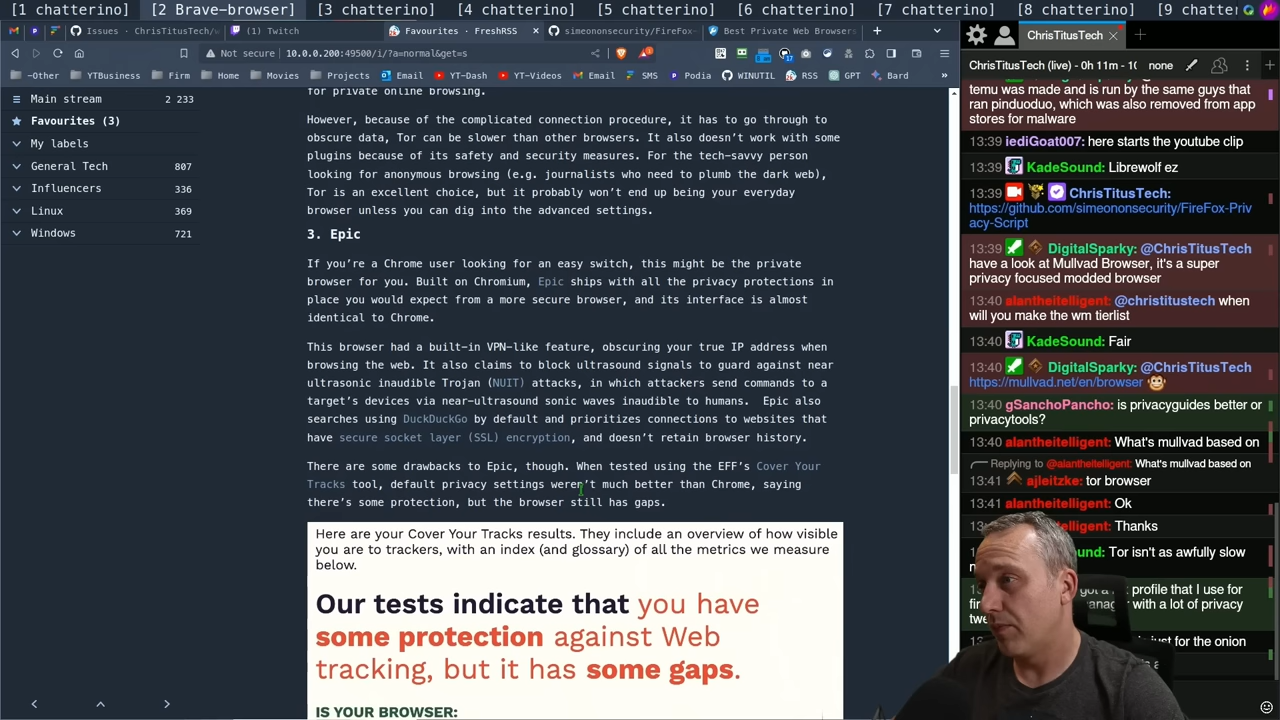 [1 chatterino]
[2 Brave-browser]
[3 chatterino]
[4 chatterino]
[5 chatterino]
[6 chatterino]
[7 chatterino]
[8 chatterino]
[9 chatte
Issues · ChrisTitusTech/w
(1) Twitch
Favourites · FreshRSS
simeononsecurity/FireFox-
Best Private Web Browsers
Not secure
10.0.0.200:49500/i/?a=normal&get=s
-Other
YTBusiness
Firm
Home
Movies
Projects
Email
YT-Dash
YT-Videos
Email
SMS
Podia
WINUTIL
RSS
GPT
Bard
Main stream 2 233
Favourites (3)
My labels
General Tech 807
Influencers 336
Linux 369
Windows 721
for private online browsing.
However, because of the complicated connection procedure, it has to go through to
obscure data, Tor can be slower than other browsers. It also doesn't work with some
plugins because of its safety and security measures. For the tech-savvy person
looking for anonymous browsing (e.g. journalists who need to plumb the dark web),
Tor is an excellent choice, but it probably won't end up being your everyday
browser unless you can dig into the advanced settings.
3. Epic
If you're a Chrome user looking for an easy switch, this might be the private
browser for you. Built on Chromium, Epic ships with all the privacy protections in
place you would expect from a more secure browser, and its interface is almost
identical to Chrome.
This browser had a built-in VPN-like feature, obscuring your true IP address when
browsing the web. It also claims to block ultrasound signals to guard against near
ultrasonic inaudible Trojan (NUIT) attacks, in which attackers send commands to a
target's devices via near-ultrasound sonic waves inaudible to humans. Epic also
searches using DuckDuckGo by default and prioritizes connections to websites that
have secure socket layer (SSL) encryption, and doesn't retain browser history.
There are some drawbacks to Epic, though. When tested using the EFF's Cover Your
Tracks tool, default privacy settings weren't much better than Chrome, saying
there's some protection, but the browser still has gaps.
Here are your Cover Your Tracks results. They include an overview of how visible
you are to trackers, with an index (and glossary) of all the metrics we measure
below.
Our tests indicate that you have
some protection against Web
tracking, but it has some gaps.
IS YOUR BROWSER:
ChrisTitusTech
ChrisTitusTech (live) - 0h 11m - 10
none
temu was made and is run by the same guys that
ran pinduoduo, which was also removed from app
stores for malware
13:39 iediGoat007: here starts the youtube clip
13:39 KadeSound: Librewolf ez
13:39 ChrisTitusTech:
https://github.com/simeononsecurity/FireFox-Priv
acy-Script
13:39 DigitalSparky: @ChrisTitusTech
have a look at Mullvad Browser, it's a super
privacy focused modded browser
13:40 alantheitelligent: @christitustech when
will you make the wm tierlist
13:40 KadeSound: Fair
13:40 DigitalSparky: @ChrisTitusTech
https://mullvad.net/en/browser
13:40 gSanchoPancho: is privacyguides better or
privacytools?
13:40 alantheitelligent: What's mullvad based on
Replying to @alantheitelligent: What's mullvad based on
13:41 ajleitzke: tor browser
13:41 alantheitelligent: Ok
13:41 alantheitelligent: Thanks
Tor isn't as awfully slow
profile that I use for
with a lot of privacy
just for the onion